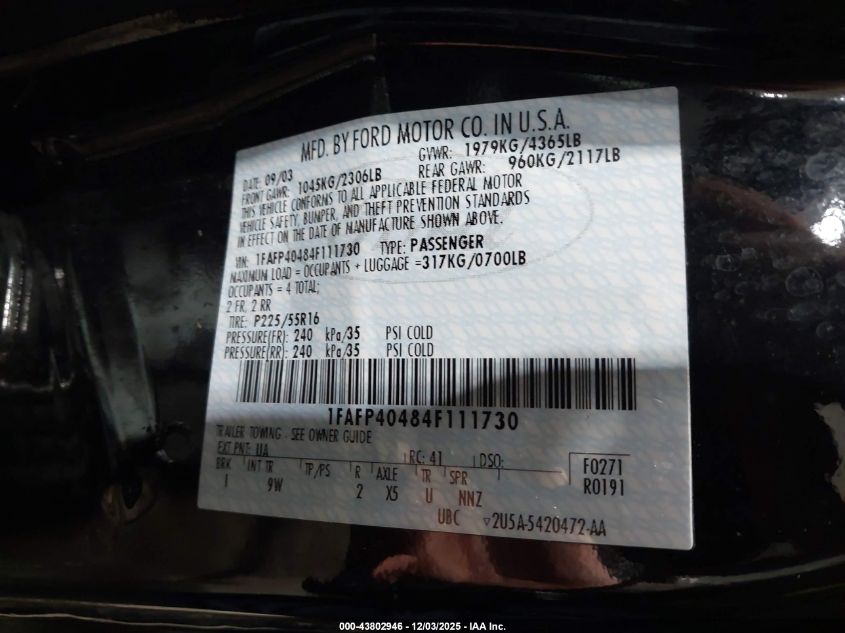 MFD. BY FORD MOTOR CO. IN U.S.A.
DATE: 09/03 GVWR: 1979KG/4365LB
FRONT GAWR: 1045KG/2306LB REAR GAWR: 960KG/2117LB
THIS VEHICLE CONFORMS TO ALL APPLICABLE FEDERAL MOTOR
VEHICLE SAFETY, BUMPER, AND THEFT PREVENTION STANDARDS
IN EFFECT ON THE DATE OF MANUFACTURE SHOWN ABOVE.
VIN: 1FAFP40484F111730 TYPE: PASSENGER
MAXIMUM LOAD = OCCUPANTS + LUGGAGE =317KG/0700LB
OCCUPANTS = 4 TOTAL;
2 FR, 2 RR
TIRE: P225/55R16
PRESSURE(FR): 240 kPa/35 PSI COLD
PRESSURE(RR): 240 kPa/35 PSI COLD
1FAFP40484F111730
TRAILER TOWING - SEE OWNER GUIDE
EXT PNT: UA RC: 41 DSO: F0271
BRK INT TR TP/PS R AXLE TR SPR R0191
I 9W 2 X5 U NNZ
UBC ▽2U5A-5420472-AA
000-43802946 - 12/03/2025 - IAA Inc.